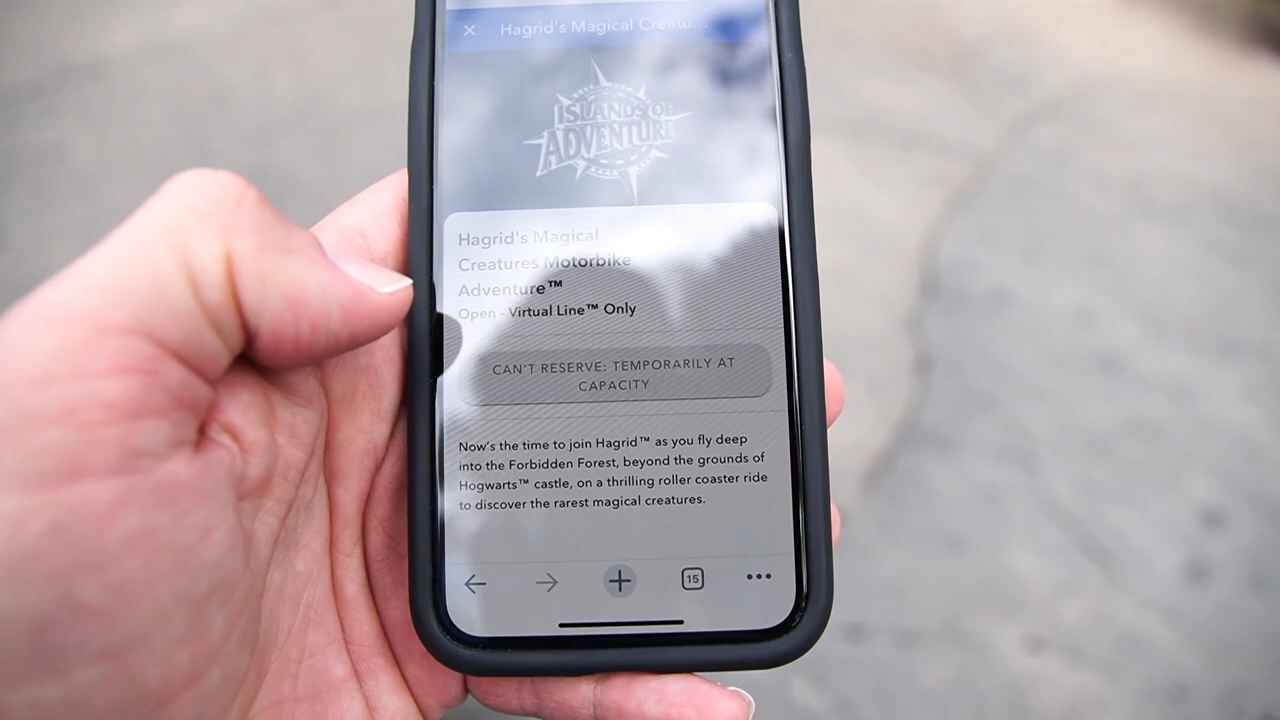 Hagrid's Magical Creatu...
ISLANDS OF
ADVENTURE
Hagrid's Magical
Creatures Motorbike
Adventure™
Open - Virtual Line™ Only
CAN'T RESERVE: TEMPORARILY AT
CAPACITY
Now's the time to join Hagrid™ as you fly deep
into the Forbidden Forest, beyond the grounds of
Hogwarts™ castle, on a thrilling roller coaster ride
to discover the rarest magical creatures.
15